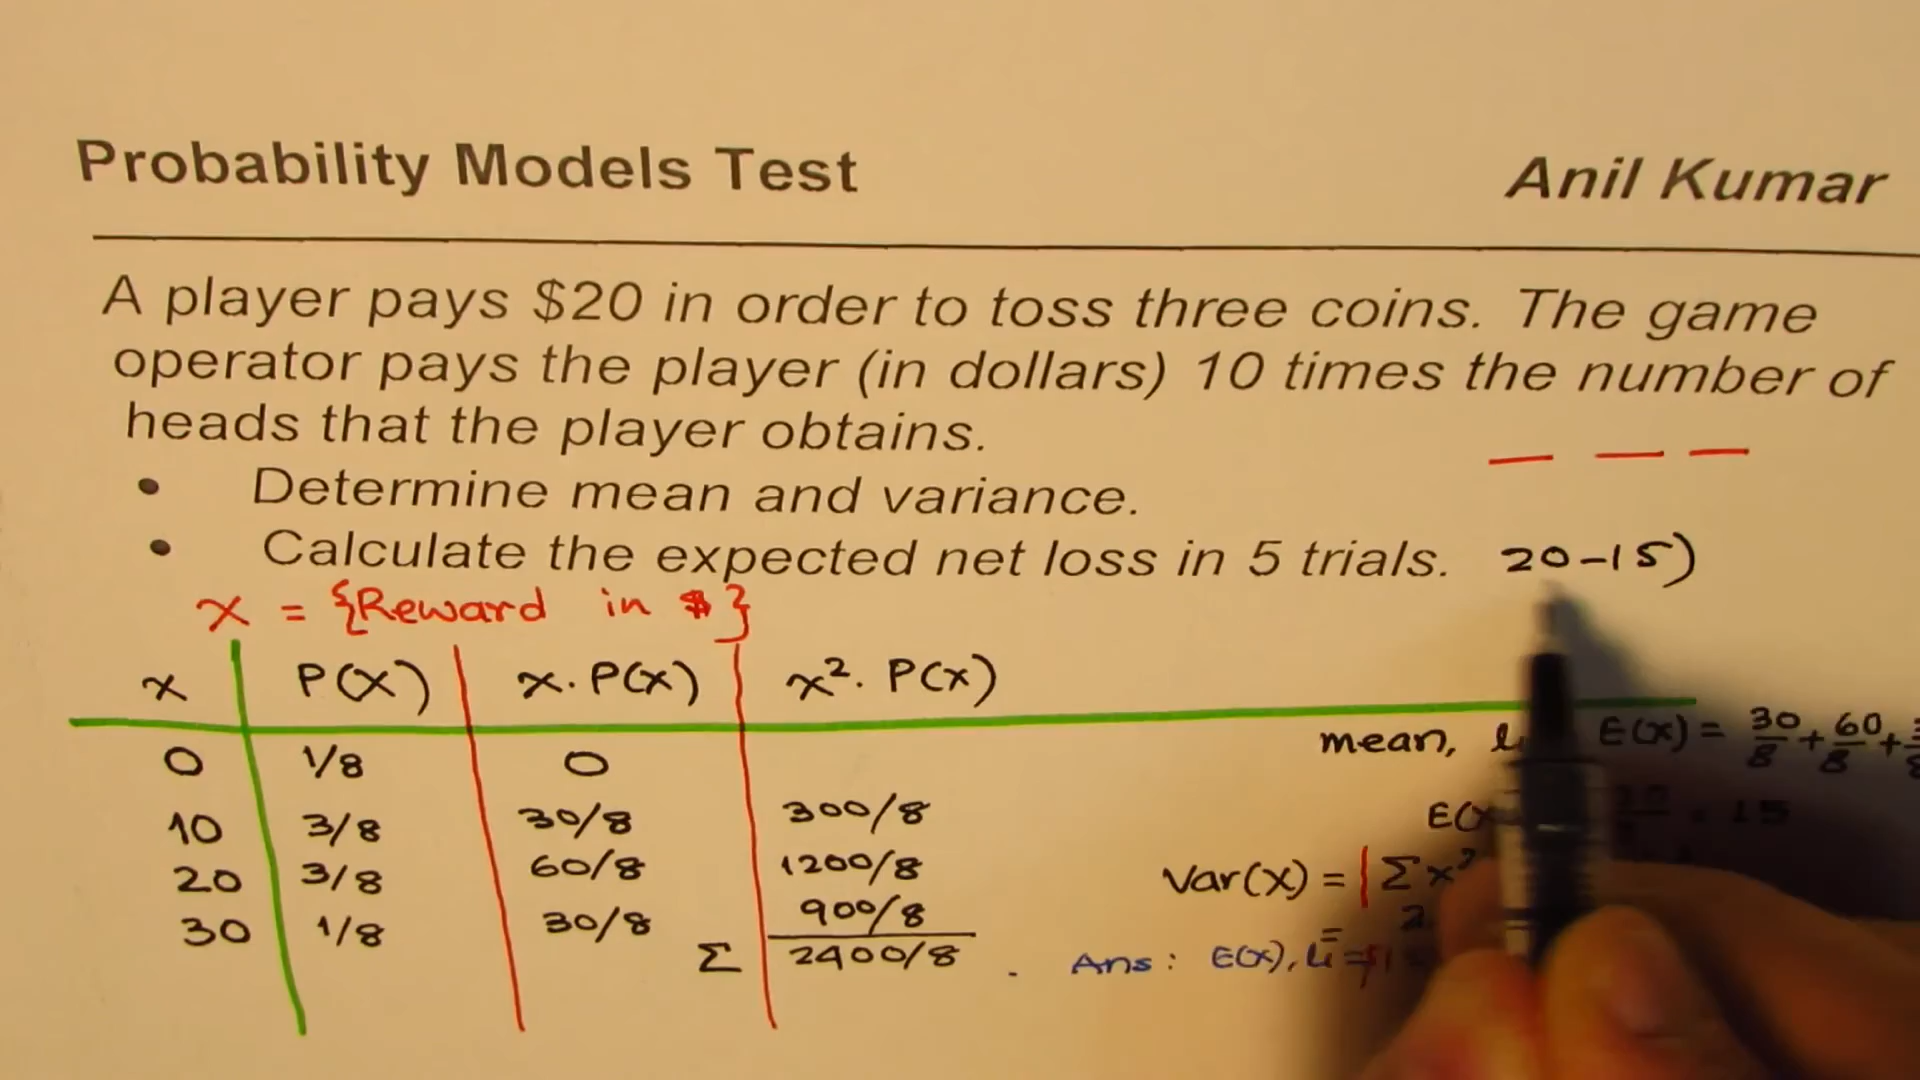 Probability Models Test
Anil Kumar
A player pays $20 in order to toss three coins. The game
operator pays the player (in dollars) 10 times the number of
heads that the player obtains.
• Determine mean and variance.
• Calculate the expected net loss in 5 trials. 20-15)
x = {Reward in $}
x P(X) x. P(x) x². P(x)
0 1/8 0
10 3/8 30/8 300/8
20 3/8 60/8 1200/8
30 1/8 30/8 900/8
Σ 2400/8
mean, E(x) = 30/8 + 60/8 +
E(x = 15
Var(X) = Σx²
Ans: E(x),